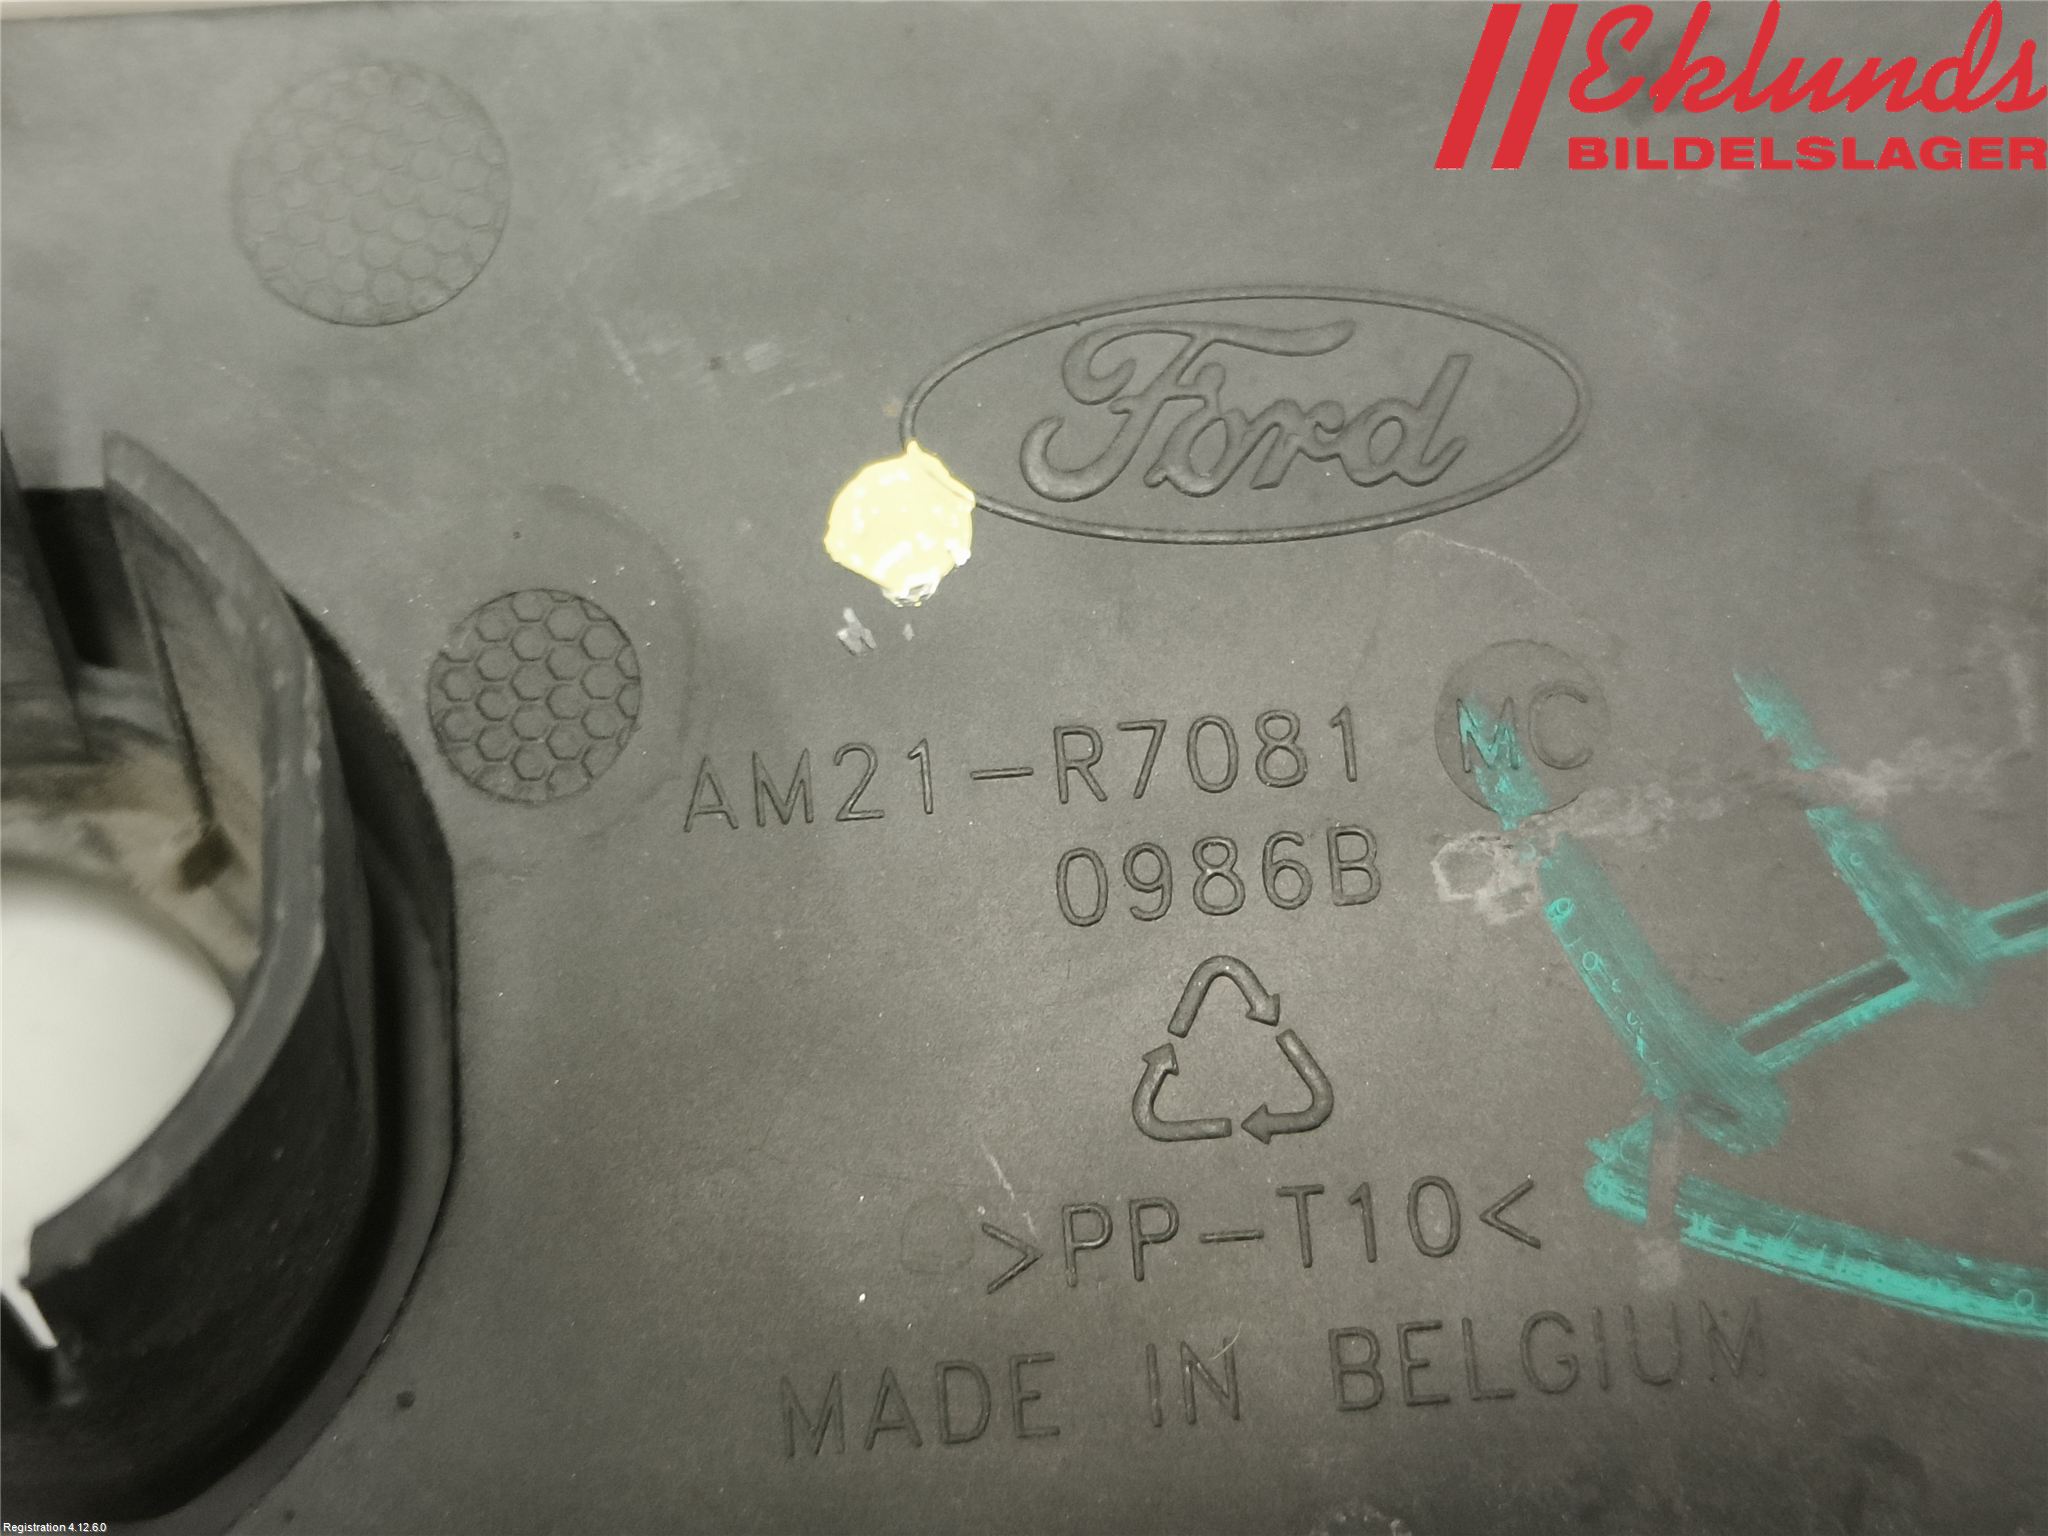 Eklunds
BILDELSLAGER
Ford
AM21-R7081
MC
0986B
>PP-T10<
MADE IN BELGIUM
Registration 4.12.6.0